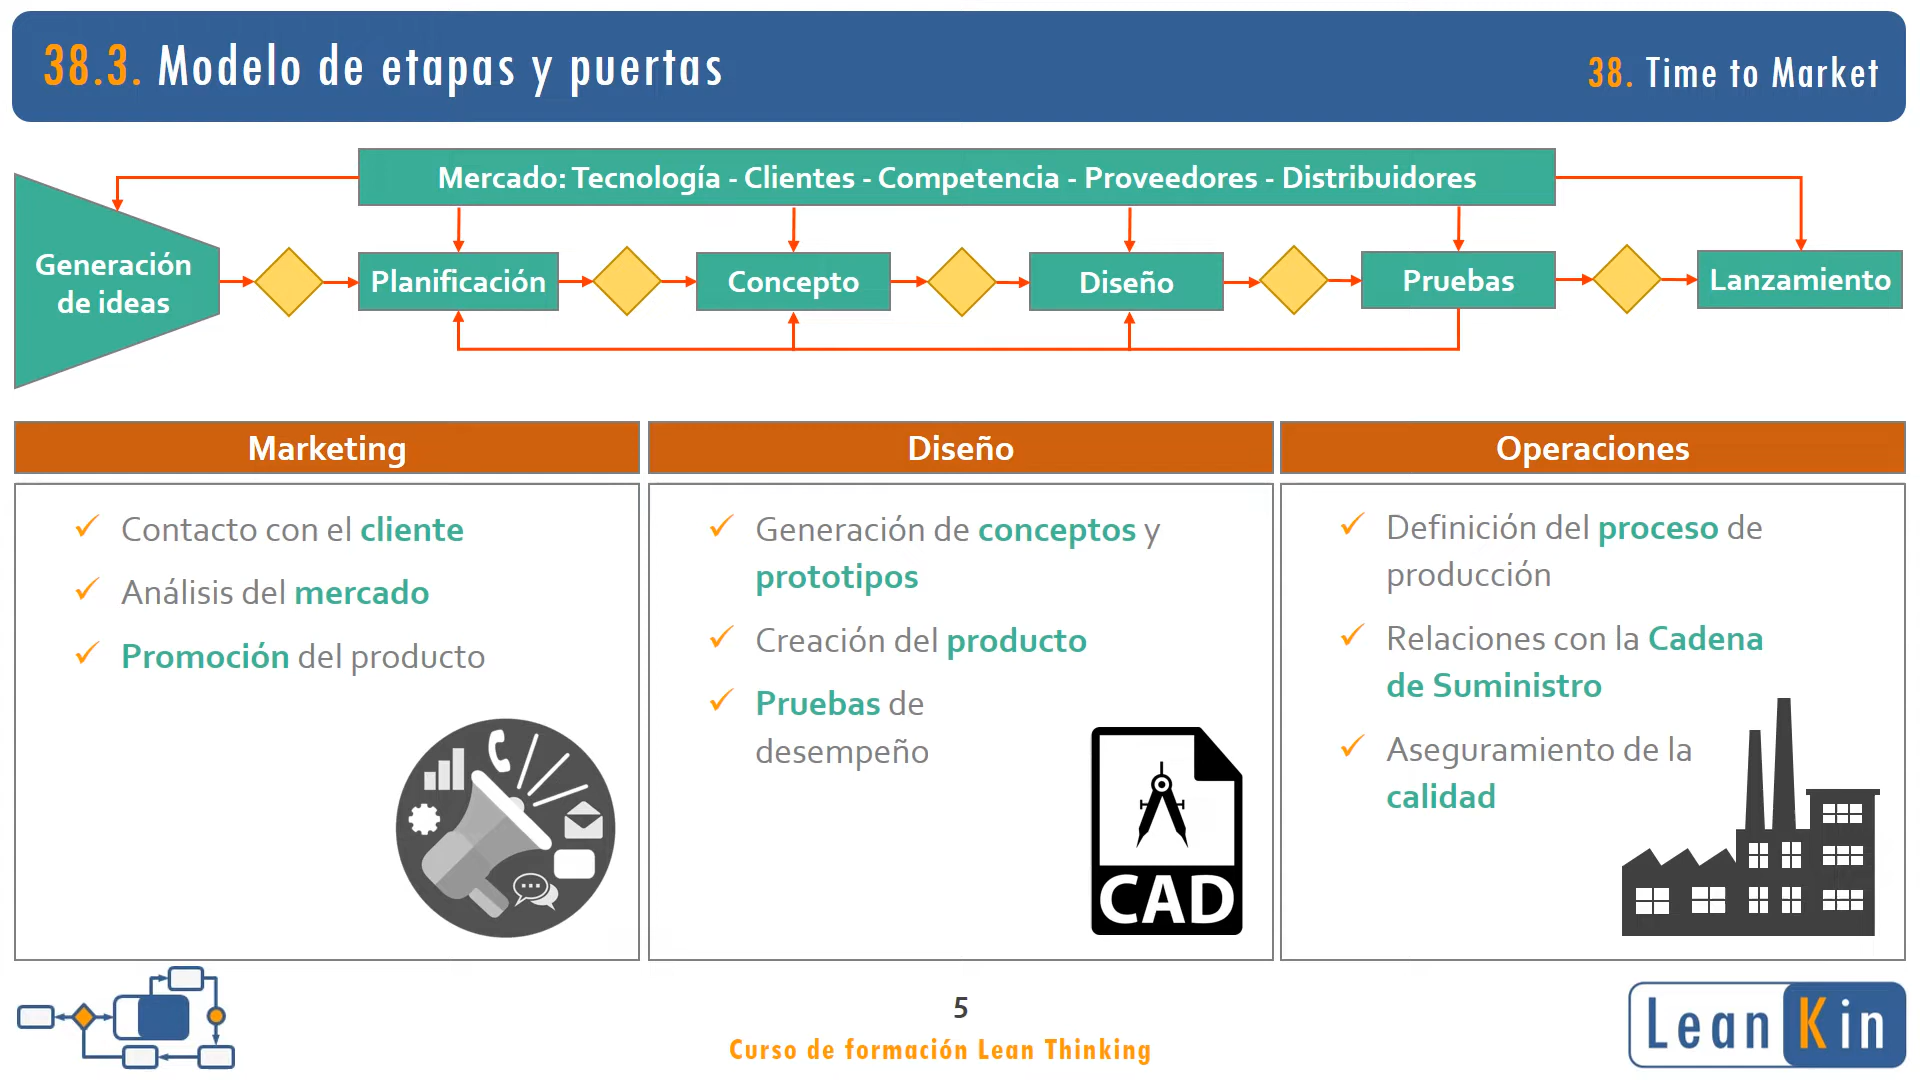 38.3. Modelo de etapas y puertas
38. Time to Market
Mercado: Tecnología - Clientes - Competencia - Proveedores - Distribuidores
Generación
de ideas
Planificación
Concepto
Diseño
Pruebas
Lanzamiento
Marketing
Contacto con el cliente
Análisis del mercado
Promoción del producto
Diseño
Generación de conceptos y
prototipos
Creación del producto
Pruebas de
desempeño
CAD
Operaciones
Definición del proceso de
producción
Relaciones con la Cadena
de Suministro
Aseguramiento de la
calidad
5
Curso de formación Lean Thinking
LeanKin